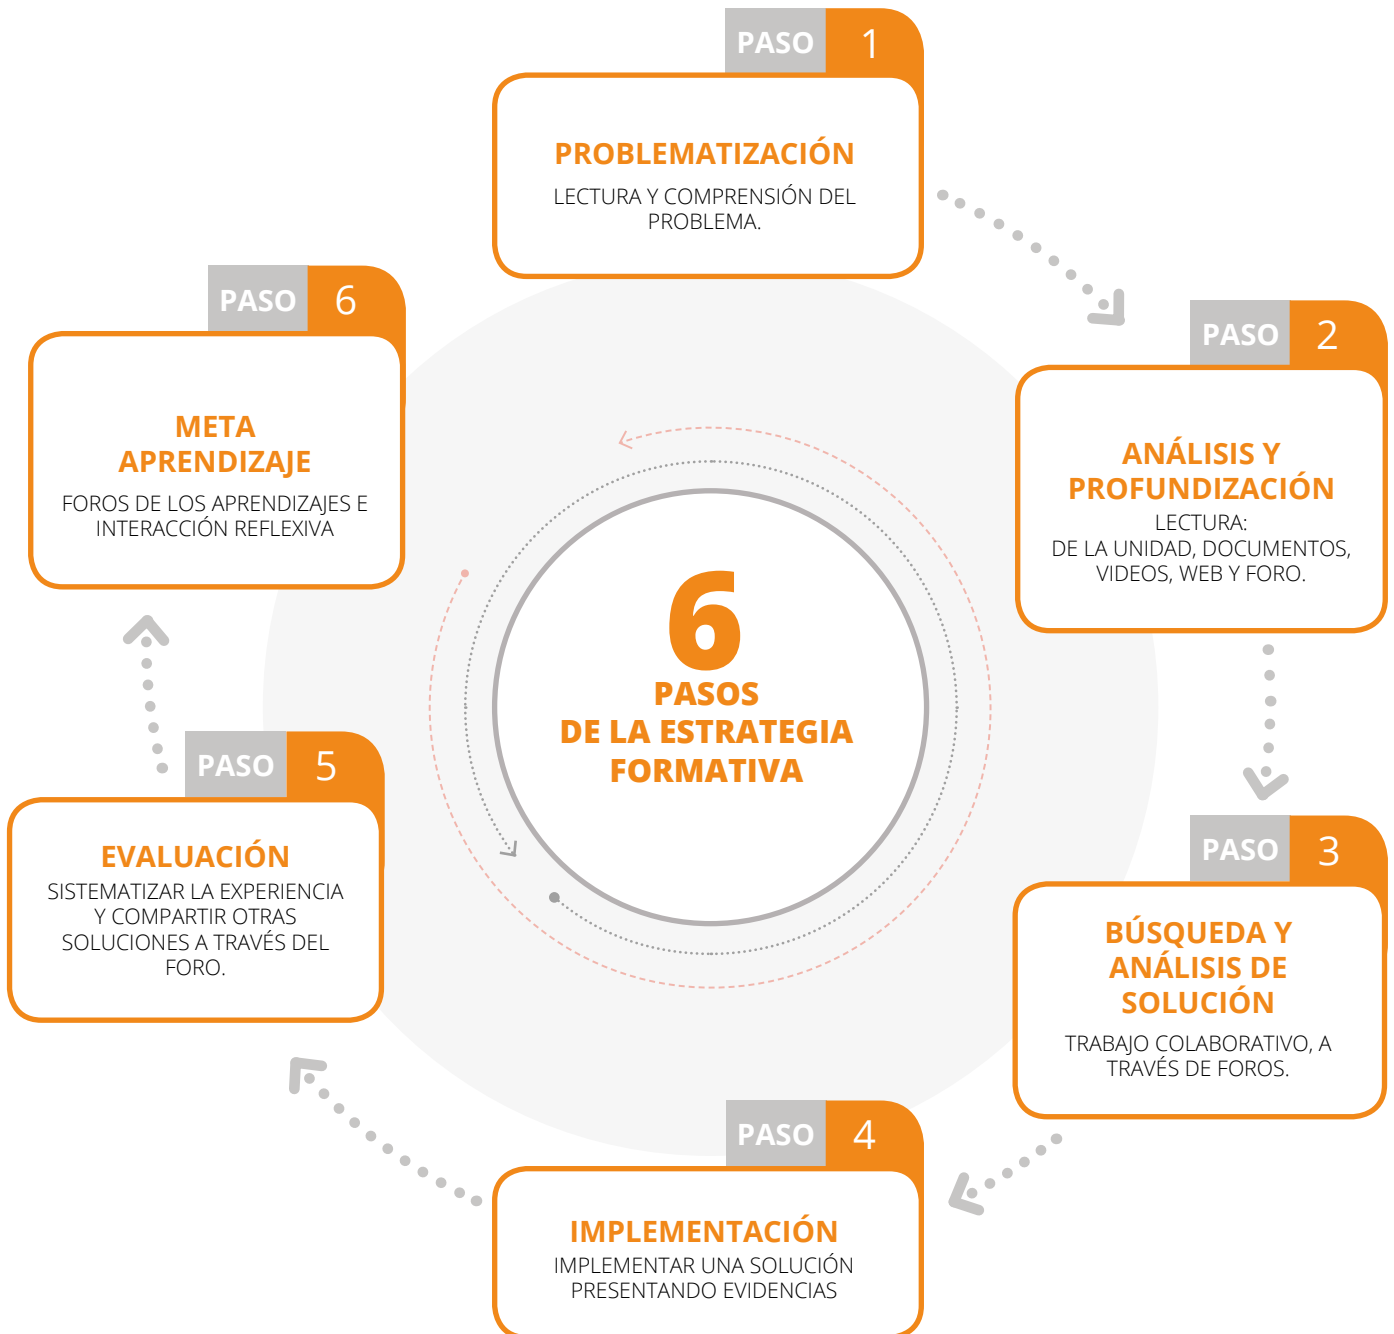 PASO 1
PROBLEMATIZACIÓN
LECTURA Y COMPRENSIÓN DEL
PROBLEMA.
PASO 2
ANÁLISIS Y
PROFUNDIZACIÓN
LECTURA:
DE LA UNIDAD, DOCUMENTOS,
VIDEOS, WEB Y FORO.
PASO 3
BÚSQUEDA Y
ANÁLISIS DE
SOLUCIÓN
TRABAJO COLABORATIVO, A
TRAVÉS DE FOROS.
PASO 4
IMPLEMENTACIÓN
IMPLEMENTAR UNA SOLUCIÓN
PRESENTANDO EVIDENCIAS
PASO 5
EVALUACIÓN
SISTEMATIZAR LA EXPERIENCIA
Y COMPARTIR OTRAS
SOLUCIONES A TRAVÉS DEL
FORO.
PASO 6
META
APRENDIZAJE
FOROS DE LOS APRENDIZAJES E
INTERACCIÓN REFLEXIVA
6
PASOS
DE LA ESTRATEGIA
FORMATIVA